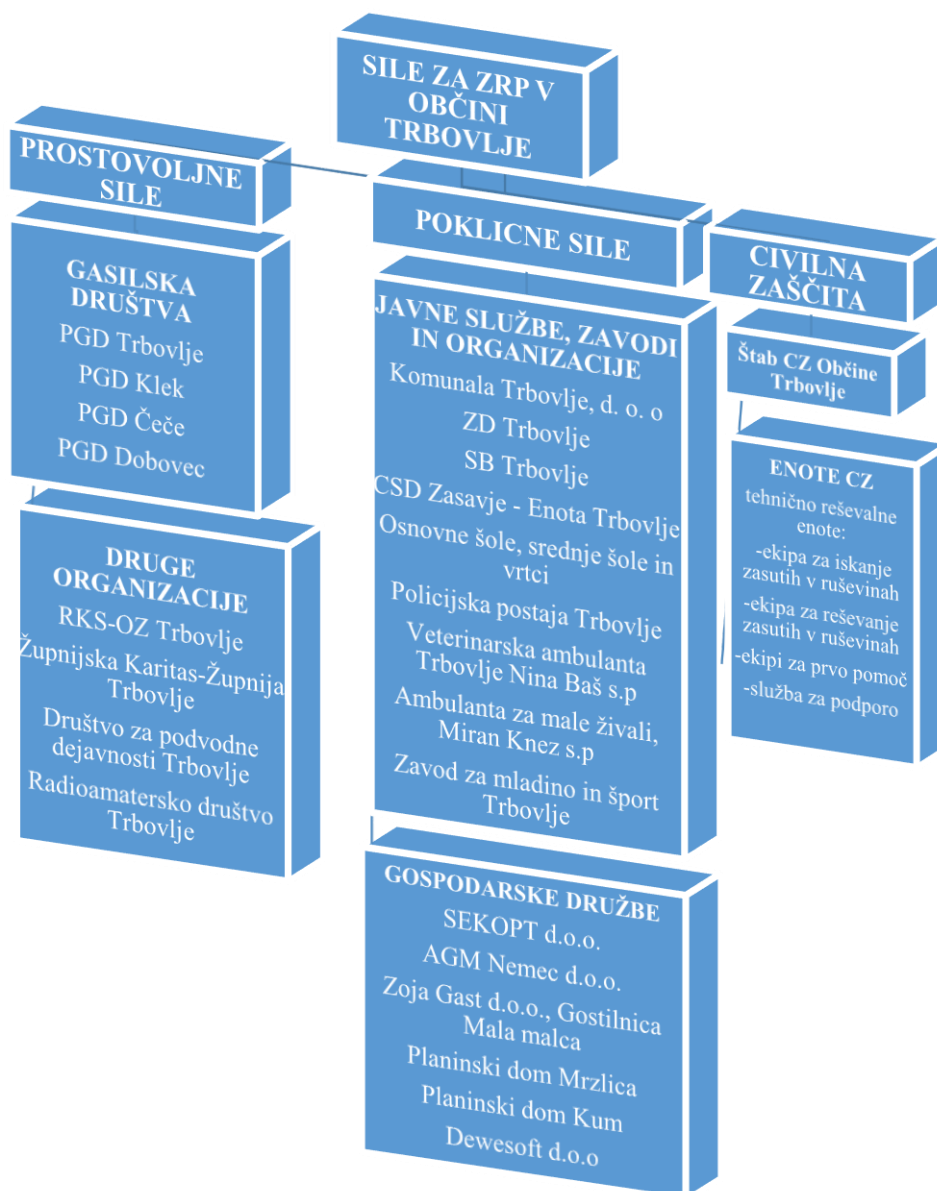 SILE ZA ZRP V
OBČINI
TRBOVLJE
PROSTOVOLJNE
SILE
GASILSKA
DRUŠTVA
PGD Trbovlje
PGD Klek
PGD Čeče
PGD Dobovec
DRUGE
ORGANIZACIJE
RKS-OZ Trbovlje
Župnijska Karitas-Župnija
Trbovlje
Društvo za podvodne
dejavnosti Trbovlje
Radioamatersko društvo
Trbovlje
POKLICNE SILE
JAVNE SLUŽBE, ZAVODI
IN ORGANIZACIJE
Komunala Trbovlje, d. o. o
ZD Trbovlje
SB Trbovlje
CSD Zasavje - Enota Trbovlje
Osnovne šole, srednje šole in
vrtci
Policijska postaja Trbovlje
Veterinarska ambulanta
Trbovlje Nina Baš s.p
Ambulanta za male živali,
Miran Knez s.p
Zavod za mladino in šport
Trbovlje
GOSPODARSKE DRUŽBE
SEKOPT d.o.o.
AGM Nemec d.o.o.
Zoja Gast d.o.o., Gostilnica
Mala malca
Planinski dom Mrzlica
Planinski dom Kum
Dewesoft d.o.o
CIVILNA
ZAŠČITA
Štab CZ Občine
Trbovlje
ENOTE CZ
tehnično reševalne
enote:
-ekipa za iskanje
zasutih v ruševinah
-ekipa za reševanje
zasutih v ruševinah
-ekipi za prvo pomoč
-služba za podporo